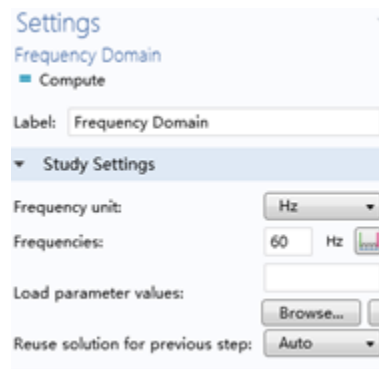 Settings
Frequency Domain
Compute
Label: Frequency Domain
Study Settings
Frequency unit: Hz
Frequencies: 60 Hz
Load parameter values:
Browse...
Reuse solution for previous step: Auto